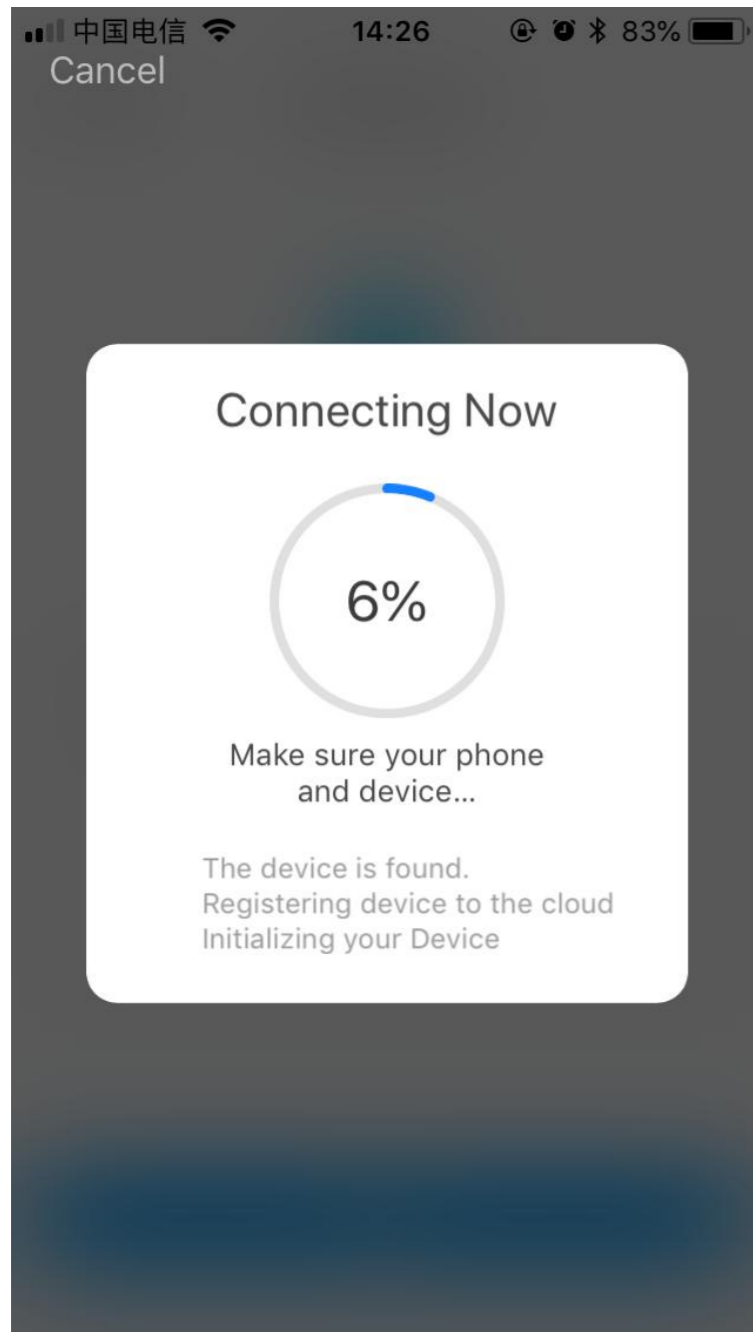 中国电信 14:26 83%
Cancel
Connecting Now
6%
Make sure your phone
and device...
The device is found.
Registering device to the cloud
Initializing your Device